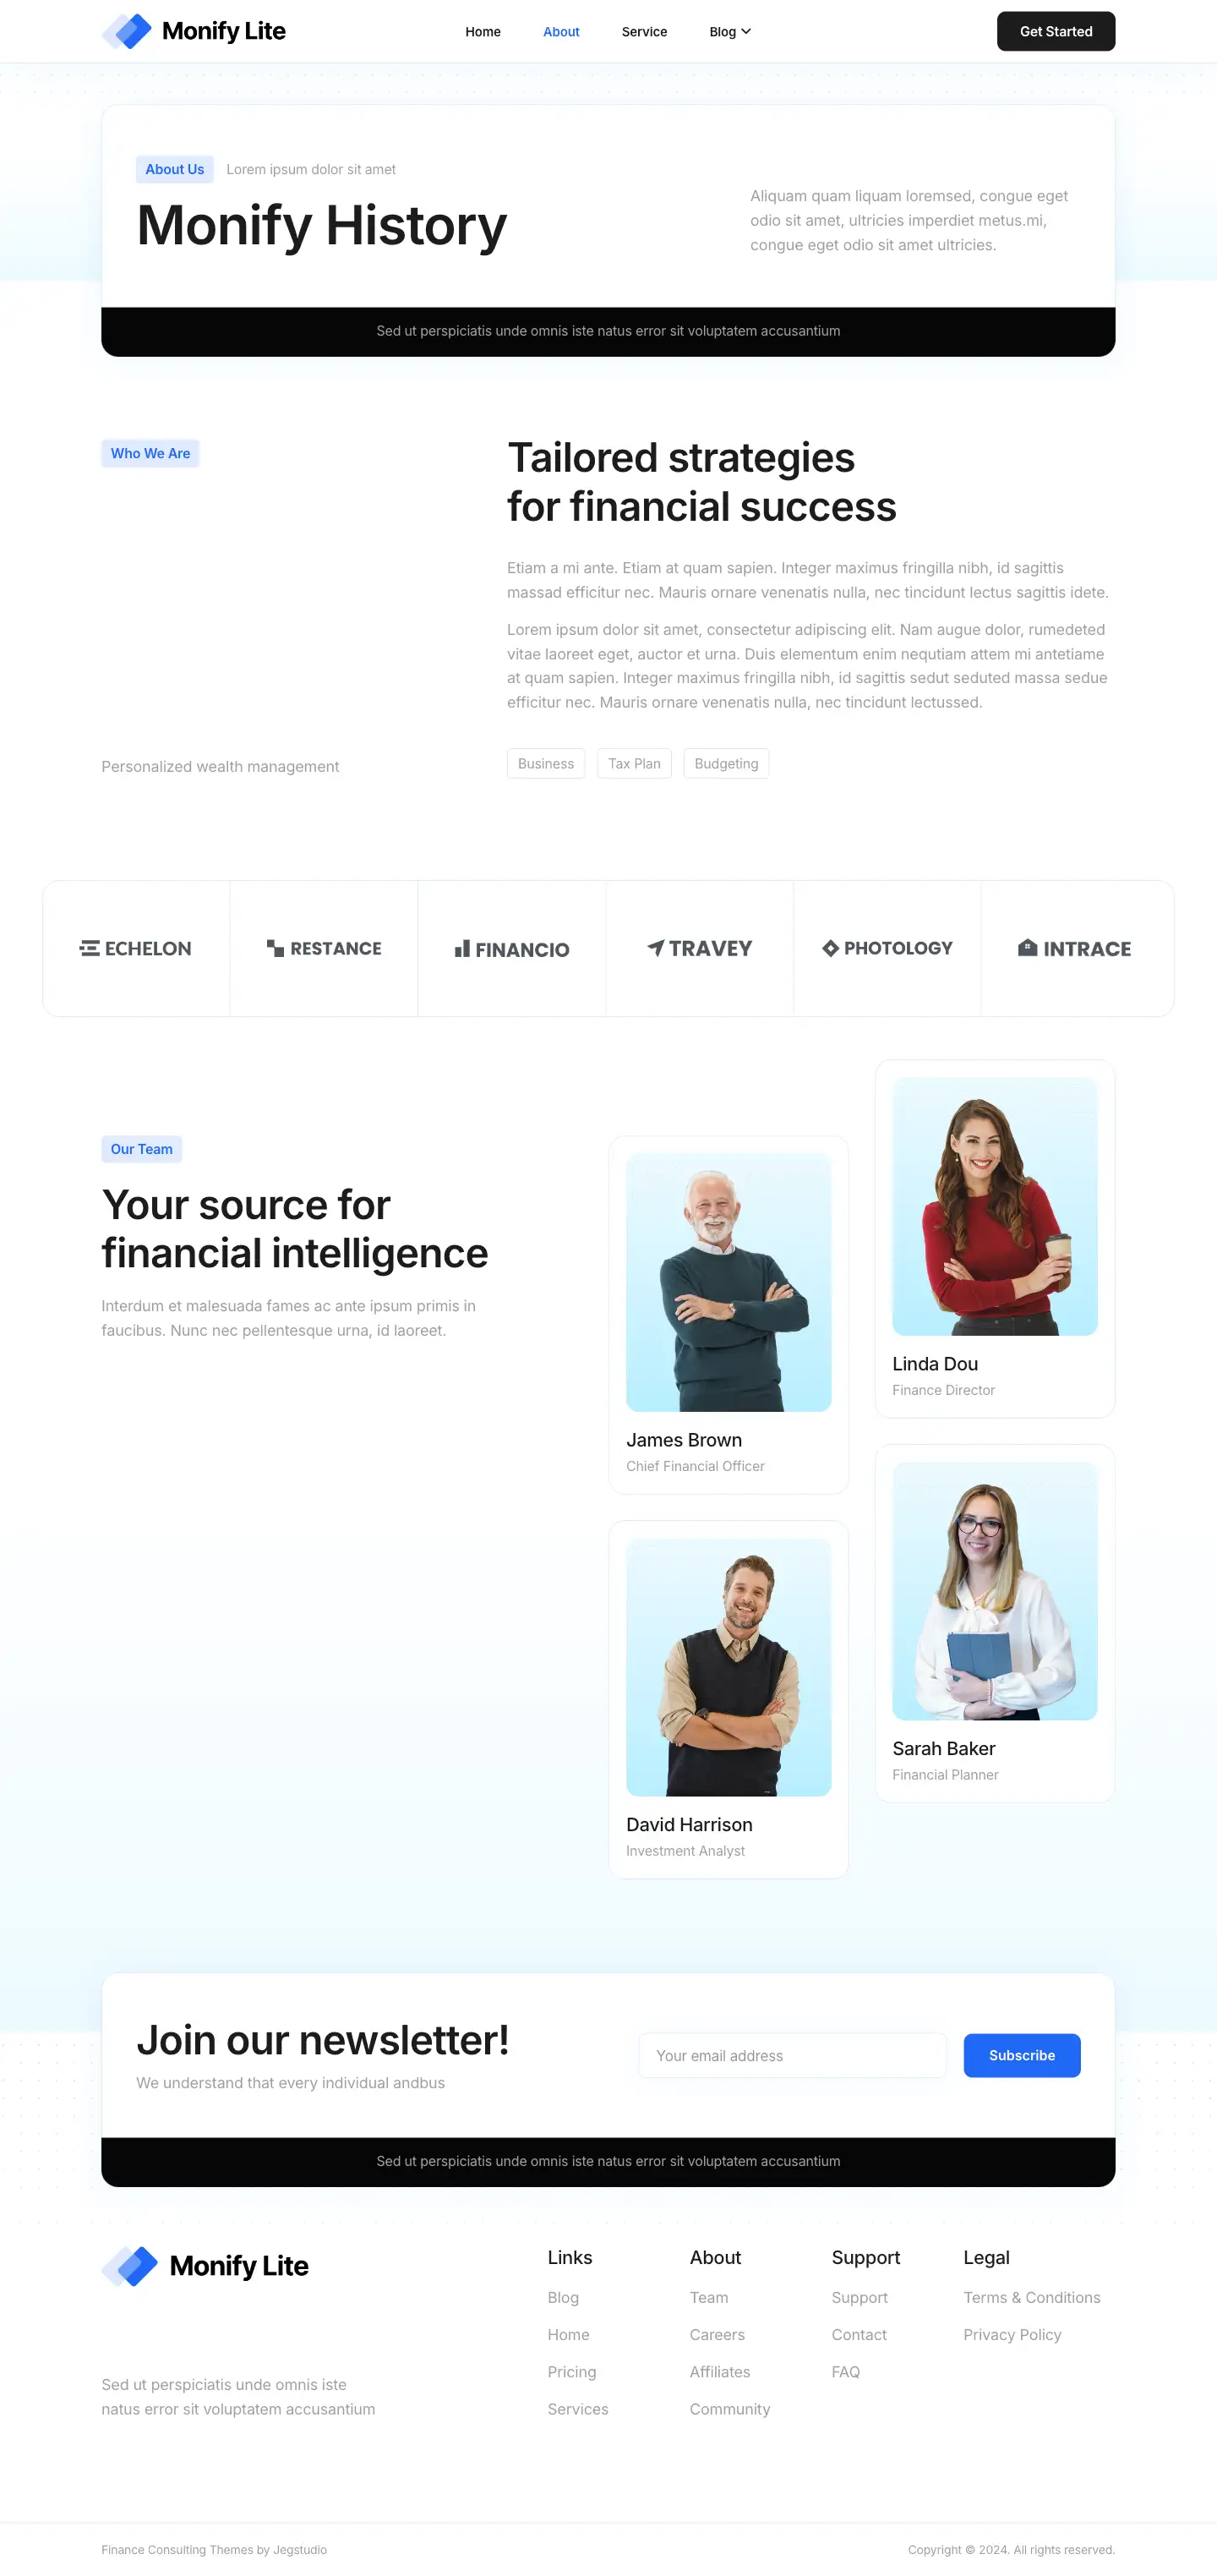 Monify Lite
Home
About
Service
Blog
Get Started
About Us
Lorem ipsum dolor sit amet
Monify History
Aliquam quam liquam loremsed, congue eget
odio sit amet, ultricies imperdiet metus.mi,
congue eget odio sit amet ultricies.
Sed ut perspiciatis unde omnis iste natus error sit voluptatem accusantium
Who We Are
Personalized wealth management
Tailored strategies
for financial success
Etiam a mi ante. Etiam at quam sapien. Integer maximus fringilla nibh, id sagittis
massad efficitur nec. Mauris ornare venenatis nulla, nec tincidunt lectus sagittis idete.
Lorem ipsum dolor sit amet, consectetur adipiscing elit. Nam augue dolor, rumedeted
vitae laoreet eget, auctor et urna. Duis elementum enim nequtiam attem mi antetiame
at quam sapien. Integer maximus fringilla nibh, id sagittis sedut seduted massa sedue
efficitur nec. Mauris ornare venenatis nulla, nec tincidunt lectussed.
Business
Tax Plan
Budgeting
ECHELON
RESTANCE
FINANCIO
TRAVEY
PHOTOLOGY
INTRACE
Our Team
Your source for
financial intelligence
Interdum et malesuada fames ac ante ipsum primis in
faucibus. Nunc nec pellentesque urna, id laoreet.
James Brown
Chief Financial Officer
David Harrison
Investment Analyst
Linda Dou
Finance Director
Sarah Baker
Financial Planner
Join our newsletter!
We understand that every individual andbus
Your email address
Subscribe
Sed ut perspiciatis unde omnis iste natus error sit voluptatem accusantium
Monify Lite
Sed ut perspiciatis unde omnis iste
natus error sit voluptatem accusantium
Links
Blog
Home
Pricing
Services
About
Team
Careers
Affiliates
Community
Support
Support
Contact
FAQ
Legal
Terms & Conditions
Privacy Policy
Finance Consulting Themes by Jegstudio
Copyright © 2024. All rights reserved.